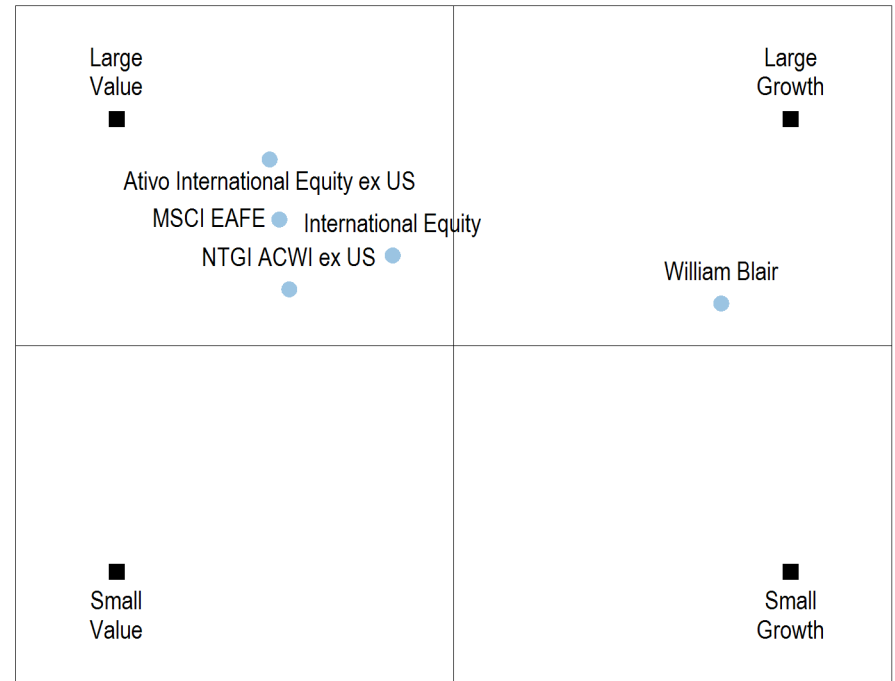 Large
Value
Large
Growth
Ativo International Equity ex US
MSCI EAFE
International Equity
NTGI ACWI ex US
William Blair
Small
Value
Small
Growth